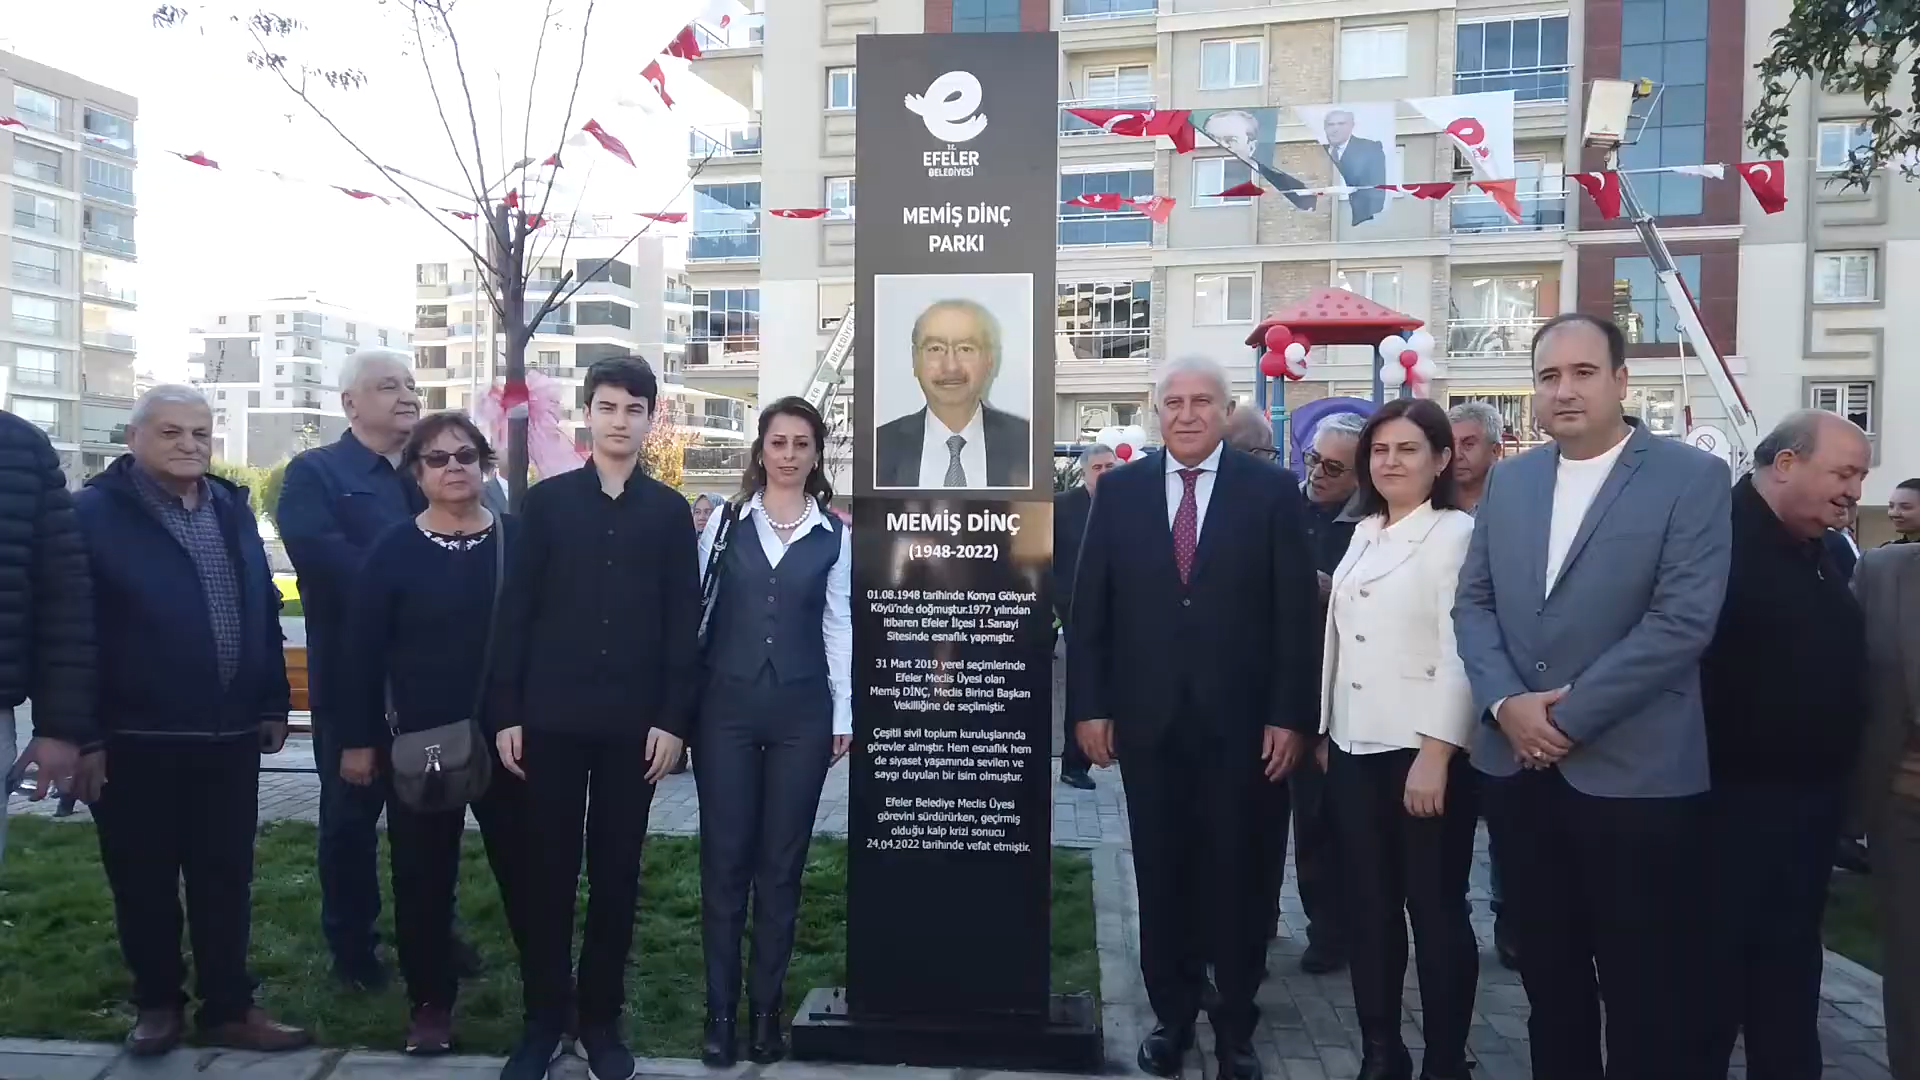 T.C.
EFELER
BELEDİYESİ
MEMİŞ DİNÇ
PARKI
MEMİŞ DİNÇ
(1948-2022)
01.08.1948 tarihinde Konya Gökyurt
Köyü'nde doğmuştur.1977 yılından
itibaren Efeler İlçesi 1.Sanayi
Sitesinde esnaflık yapmıştır.
31 Mart 2019 yerel seçimlerinde
Efeler Meclis Üyesi olan
Memiş DİNÇ, Meclis Birinci Başkan
Vekilliğine de seçilmiştir.
Çeşitli sivil toplum kuruluşlarında
görevler almıştır. Hem esnaflık hem
de siyaset yaşamında sevilen ve
saygı duyulan bir isim olmuştur.
Efeler Belediye Meclis Üyesi
görevini sürdürürken, geçirmiş
olduğu kalp krizi sonucu
24.04.2022 tarihinde vefat etmiştir.
BELEDİYESİ